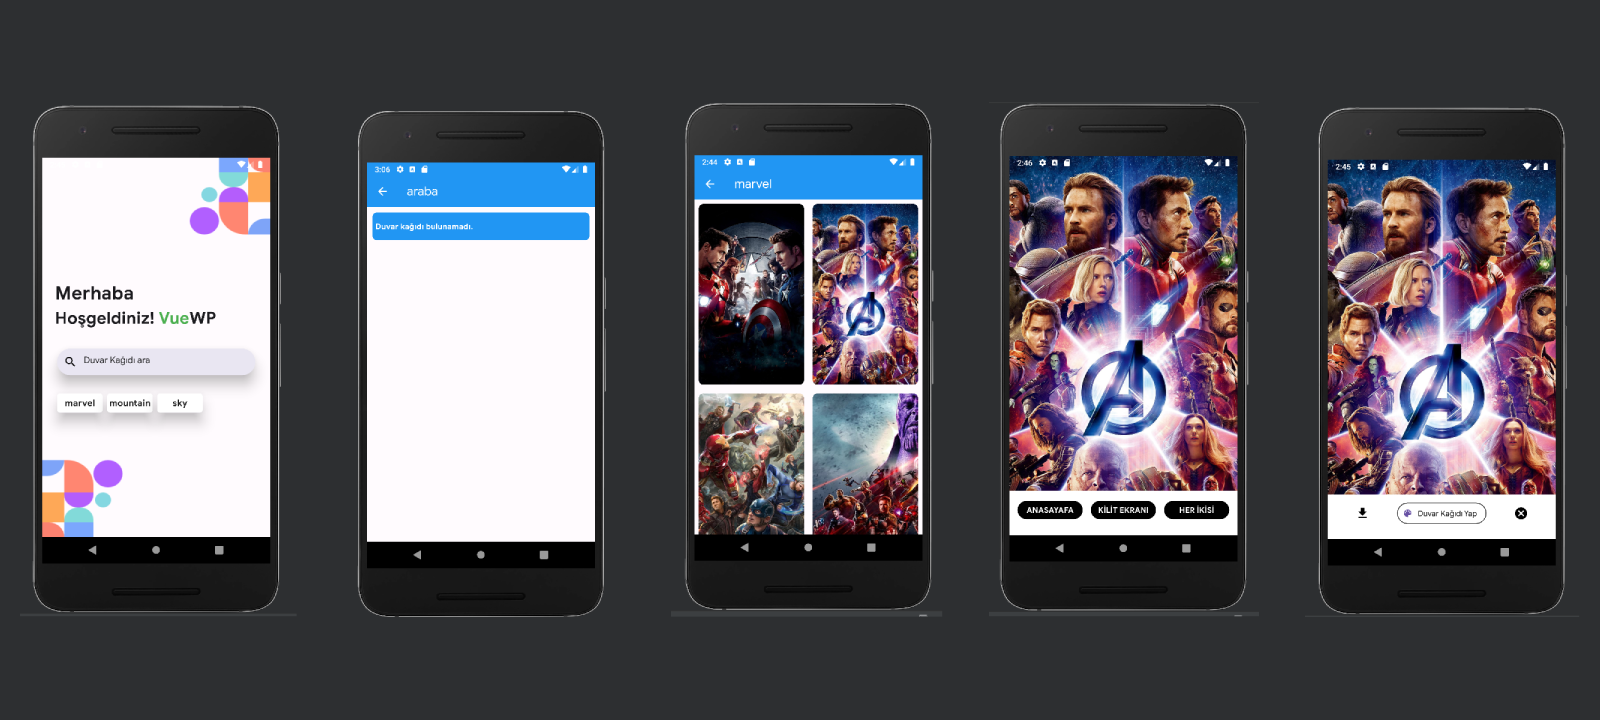 Merhaba
Hoşgeldiniz! VueWP
Duvar Kağıdı ara
marvel
mountain
sky
3:06
araba
Duvar kağıdı bulunamadı.
2:44
marvel
2:46
ANASAYAFA
KİLİT EKRANI
HER İKİSİ
2:45
Duvar Kağıdı Yap